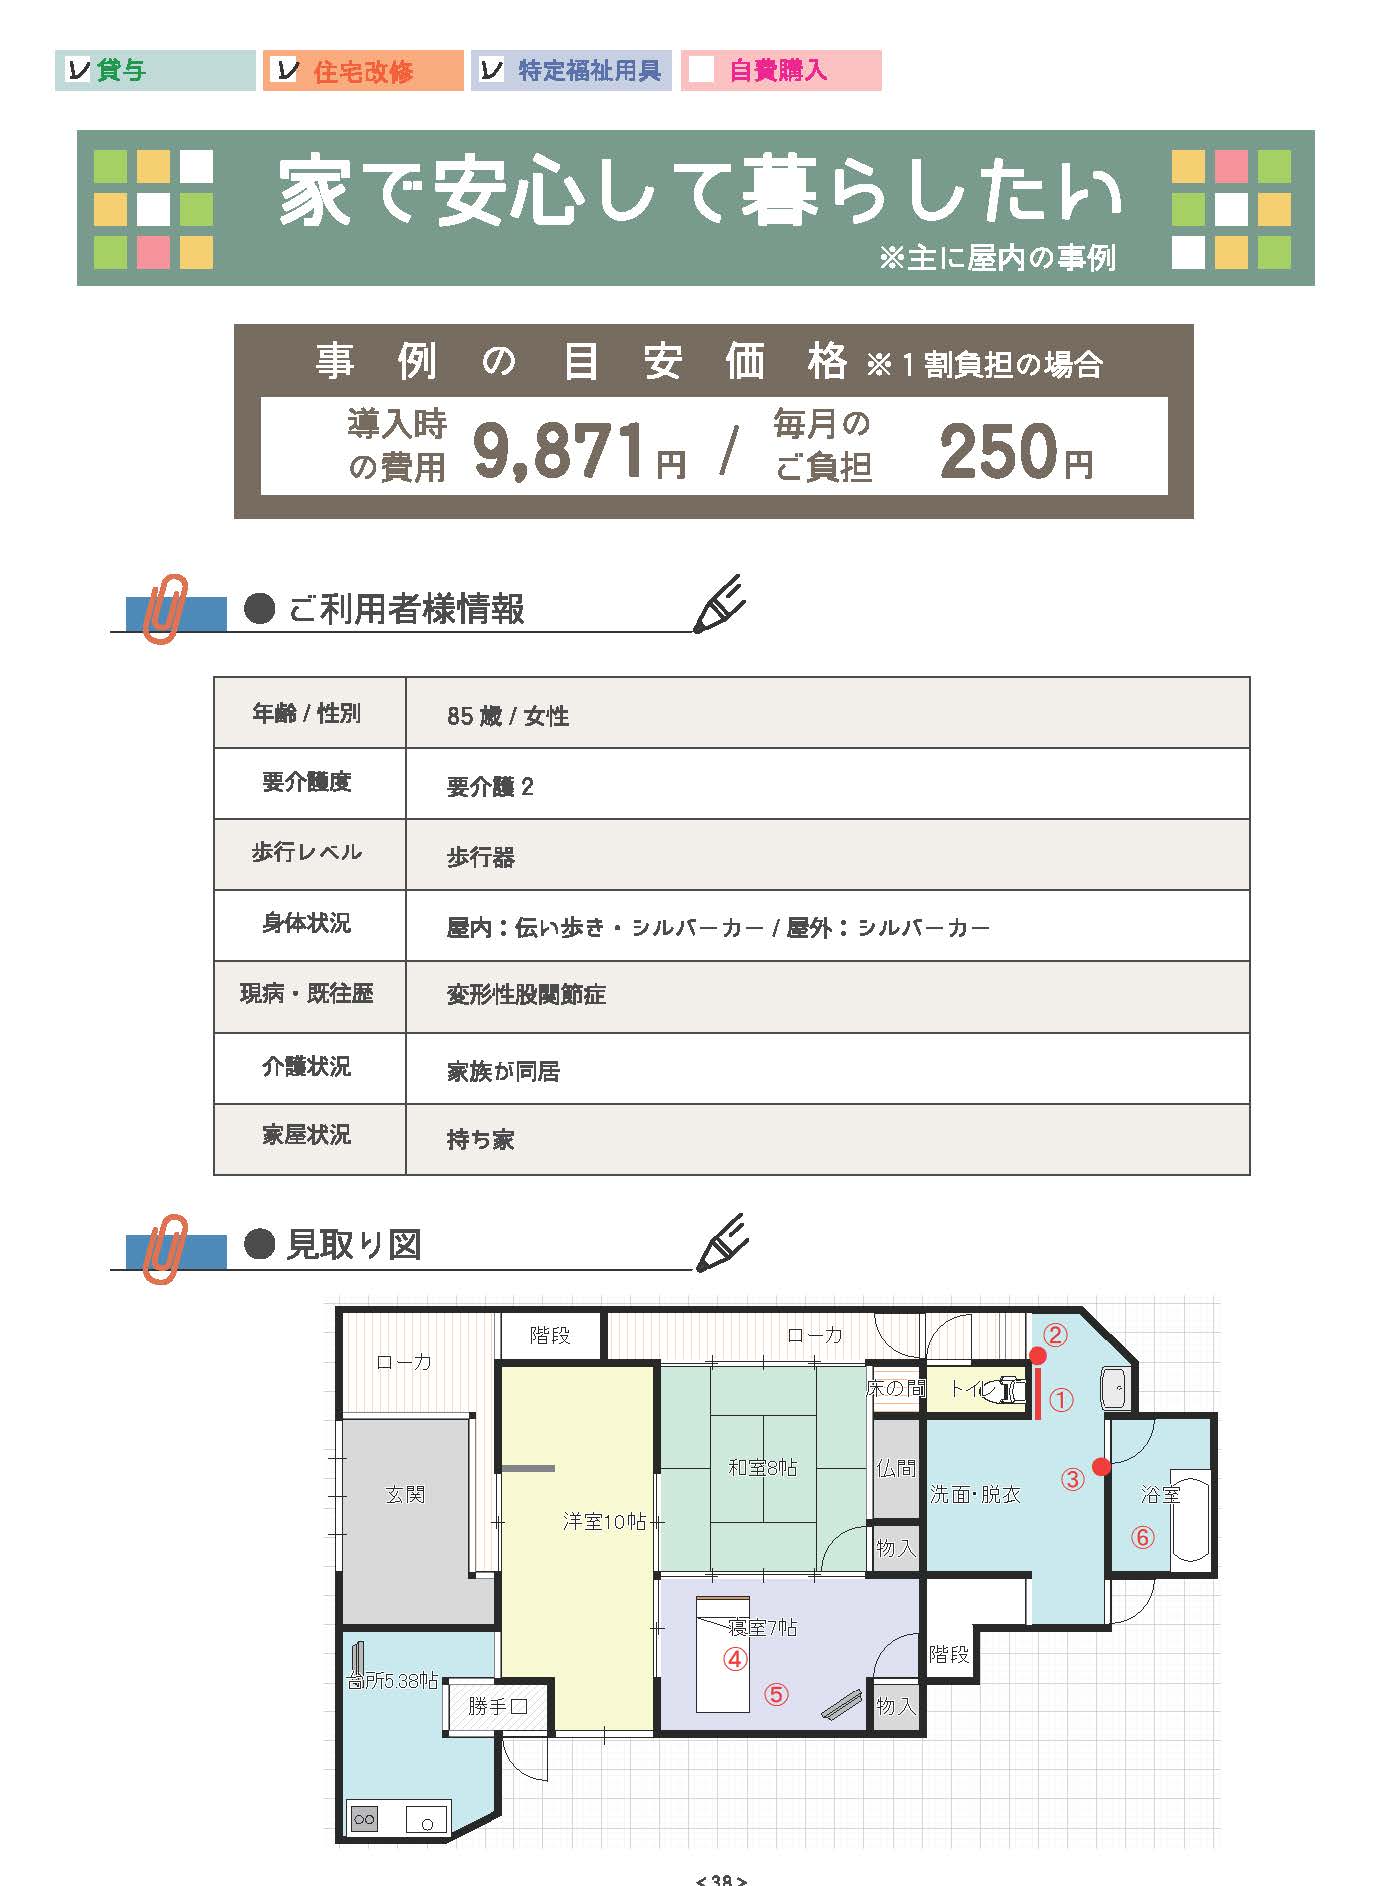 貸与 住宅改修 特定福祉用具 自費購入
家で安心して暮らしたい
※主に屋内の事例
事例の目安価格 ※1割負担の場合
導入時の費用 9,871円 / 毎月のご負担 250円
● ご利用者様情報
年齢 / 性別 85 歳 / 女性
要介護度 要介護 2
歩行レベル 歩行器
身体状況 屋内：伝い歩き・シルバーカー / 屋外：シルバーカー
現病・既往歴 変形性股関節症
介護状況 家族が同居
家屋状況 持ち家
● 見取り図
階段 ローカ ②
ローカ
床の間 トイレ ①
和室8帖 仏間 ③
玄関 洗面・脱衣 浴室
洋室10帖 ⑥
物入
寝室7帖
④ 階段
台所5.38帖 ⑤
勝手口 物入
<38>